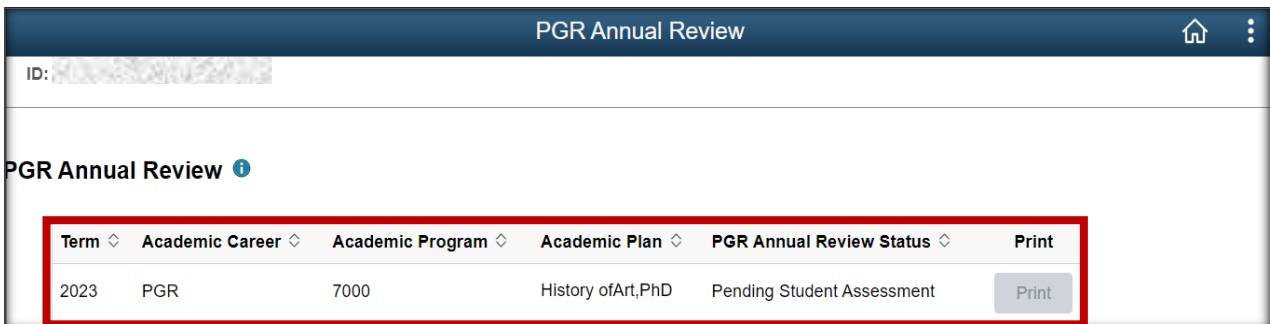 PGR Annual Review
ID:
PGR Annual Review
Term Academic Career Academic Program Academic Plan PGR Annual Review Status Print
2023 PGR 7000 History ofArt,PhD Pending Student Assessment Print